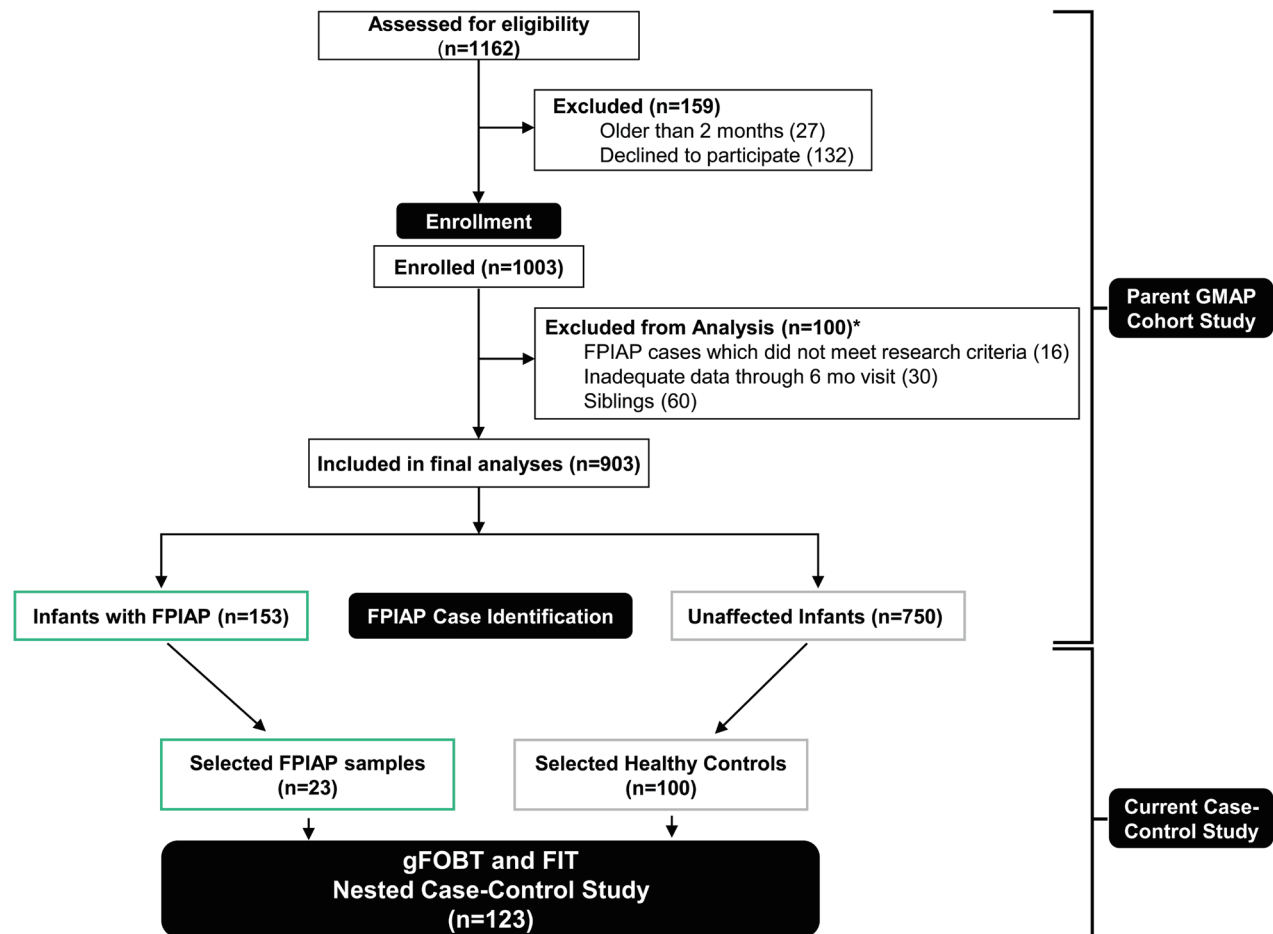 Assessed for eligibility
(n=1162)
Excluded (n=159)
Older than 2 months (27)
Declined to participate (132)
Enrollment
Enrolled (n=1003)
Parent GMAP
Cohort Study
Excluded from Analysis (n=100)*
FPIAP cases which did not meet research criteria (16)
Inadequate data through 6 mo visit (30)
Siblings (60)
Included in final analyses (n=903)
Infants with FPIAP (n=153)
FPIAP Case Identification
Unaffected Infants (n=750)
Selected FPIAP samples
(n=23)
Selected Healthy Controls
(n=100)
Current Case-
Control Study
gFOBT and FIT
Nested Case-Control Study
(n=123)